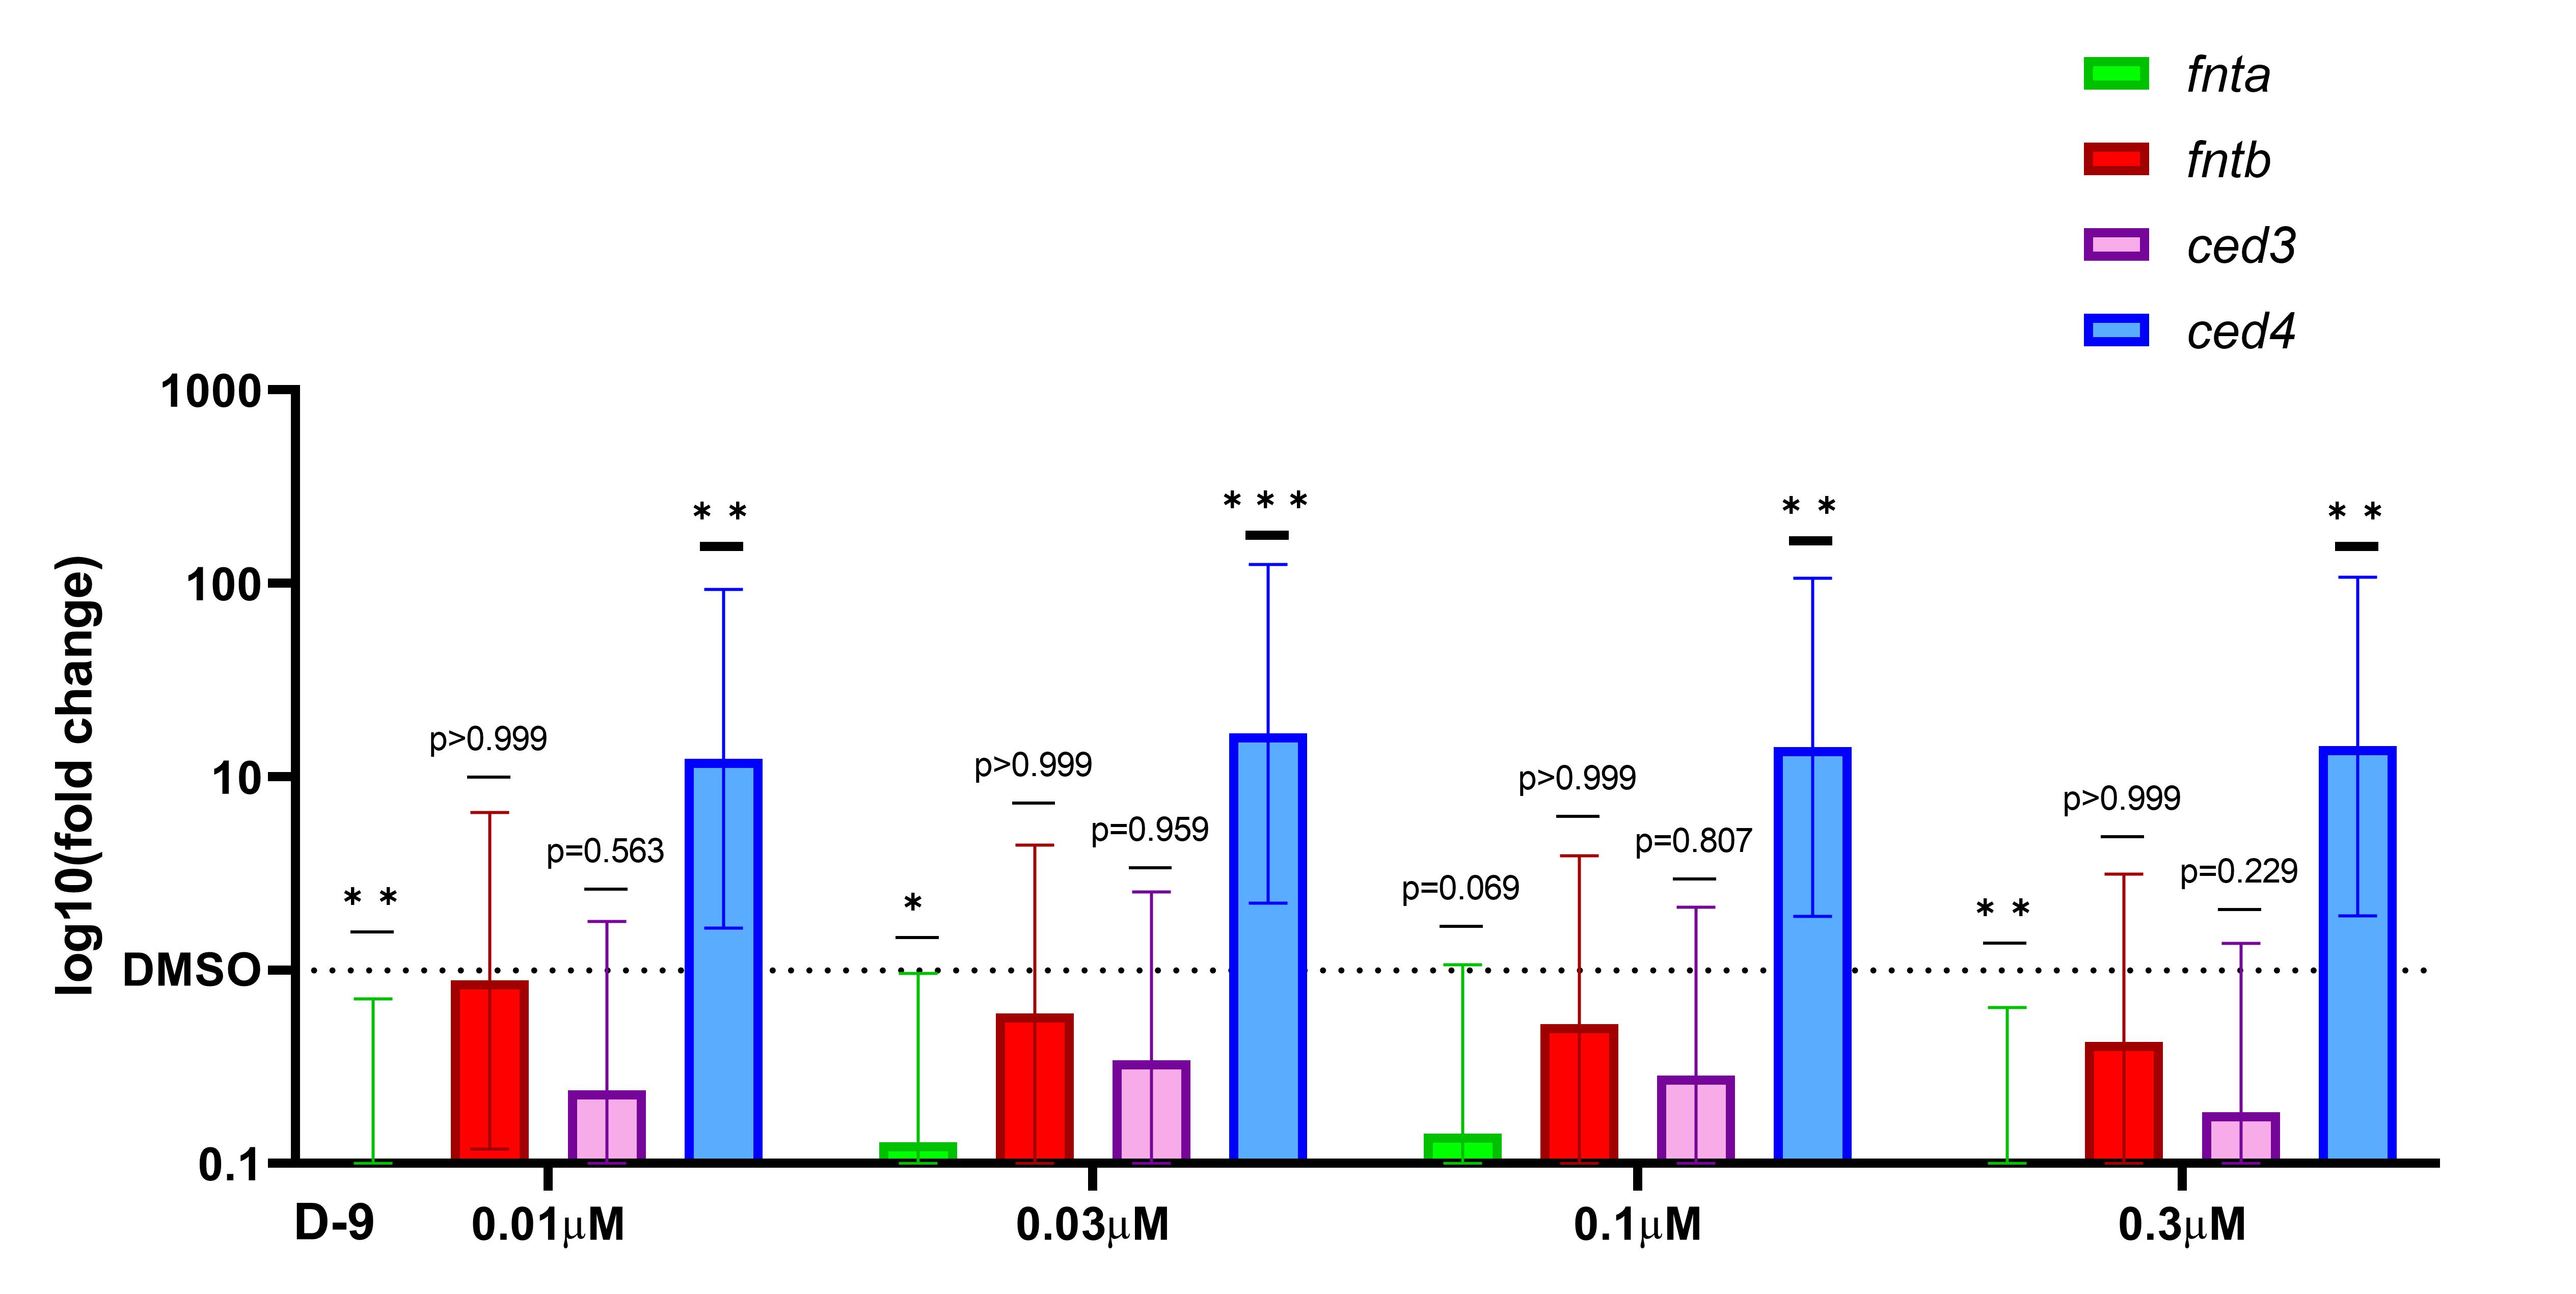 fnta
fntb
ced3
ced4
log10(fold change)
1000
100
10
DMSO
0.1
* *
p>0.999
p=0.563
* *
*
p>0.999
p=0.959
* * *
p=0.069
p>0.999
p=0.807
* *
* *
p>0.999
p=0.229
* *
D-9
0.01μM
0.03μM
0.1μM
0.3μM